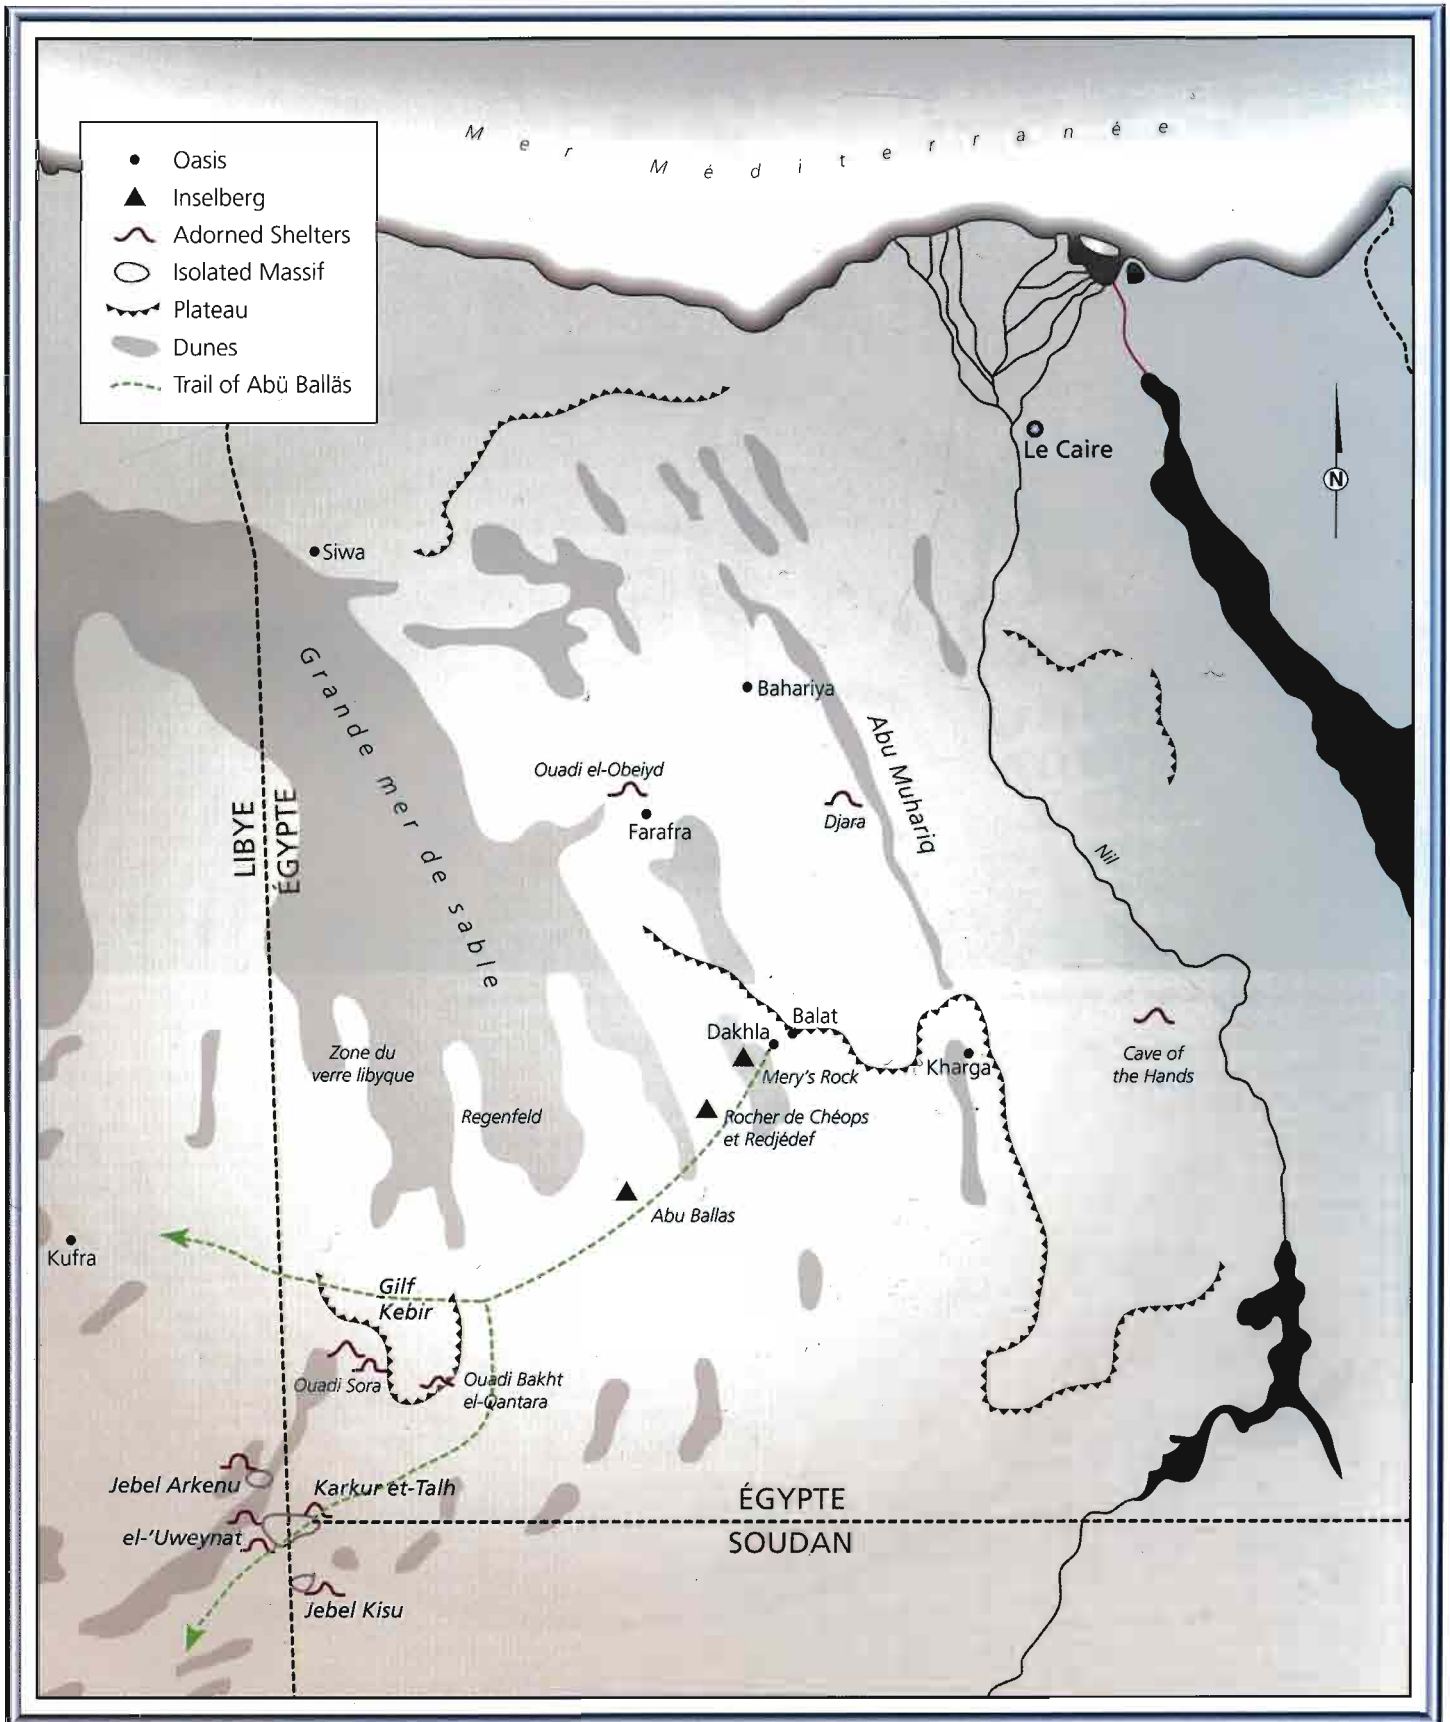 Mer Méditerranée
Oasis
Inselberg
Adorned Shelters
Isolated Massif
Plateau
Dunes
Trail of Abü Balläs
Le Caire
N
Siwa
Grande mer de sable
Bahariya
Abu Muhariq
Ouadi el-Obeiyd
Farafra
Djara
LIBYE
ÉGYPTE
Nil
Balat
Dakhla
Mery's Rock
Kharga
Cave of
the Hands
Zone du
verre libyque
Regenfeld
Rocher de Chéops
et Redjédef
Abu Ballas
Kufra
Gilf
Kebir
Ouadi Sora
Ouadi Bakht
el-Qantara
Jebel Arkenu
Karkur et-Talh
el-'Uweynat
Jebel Kisu
ÉGYPTE
SOUDAN